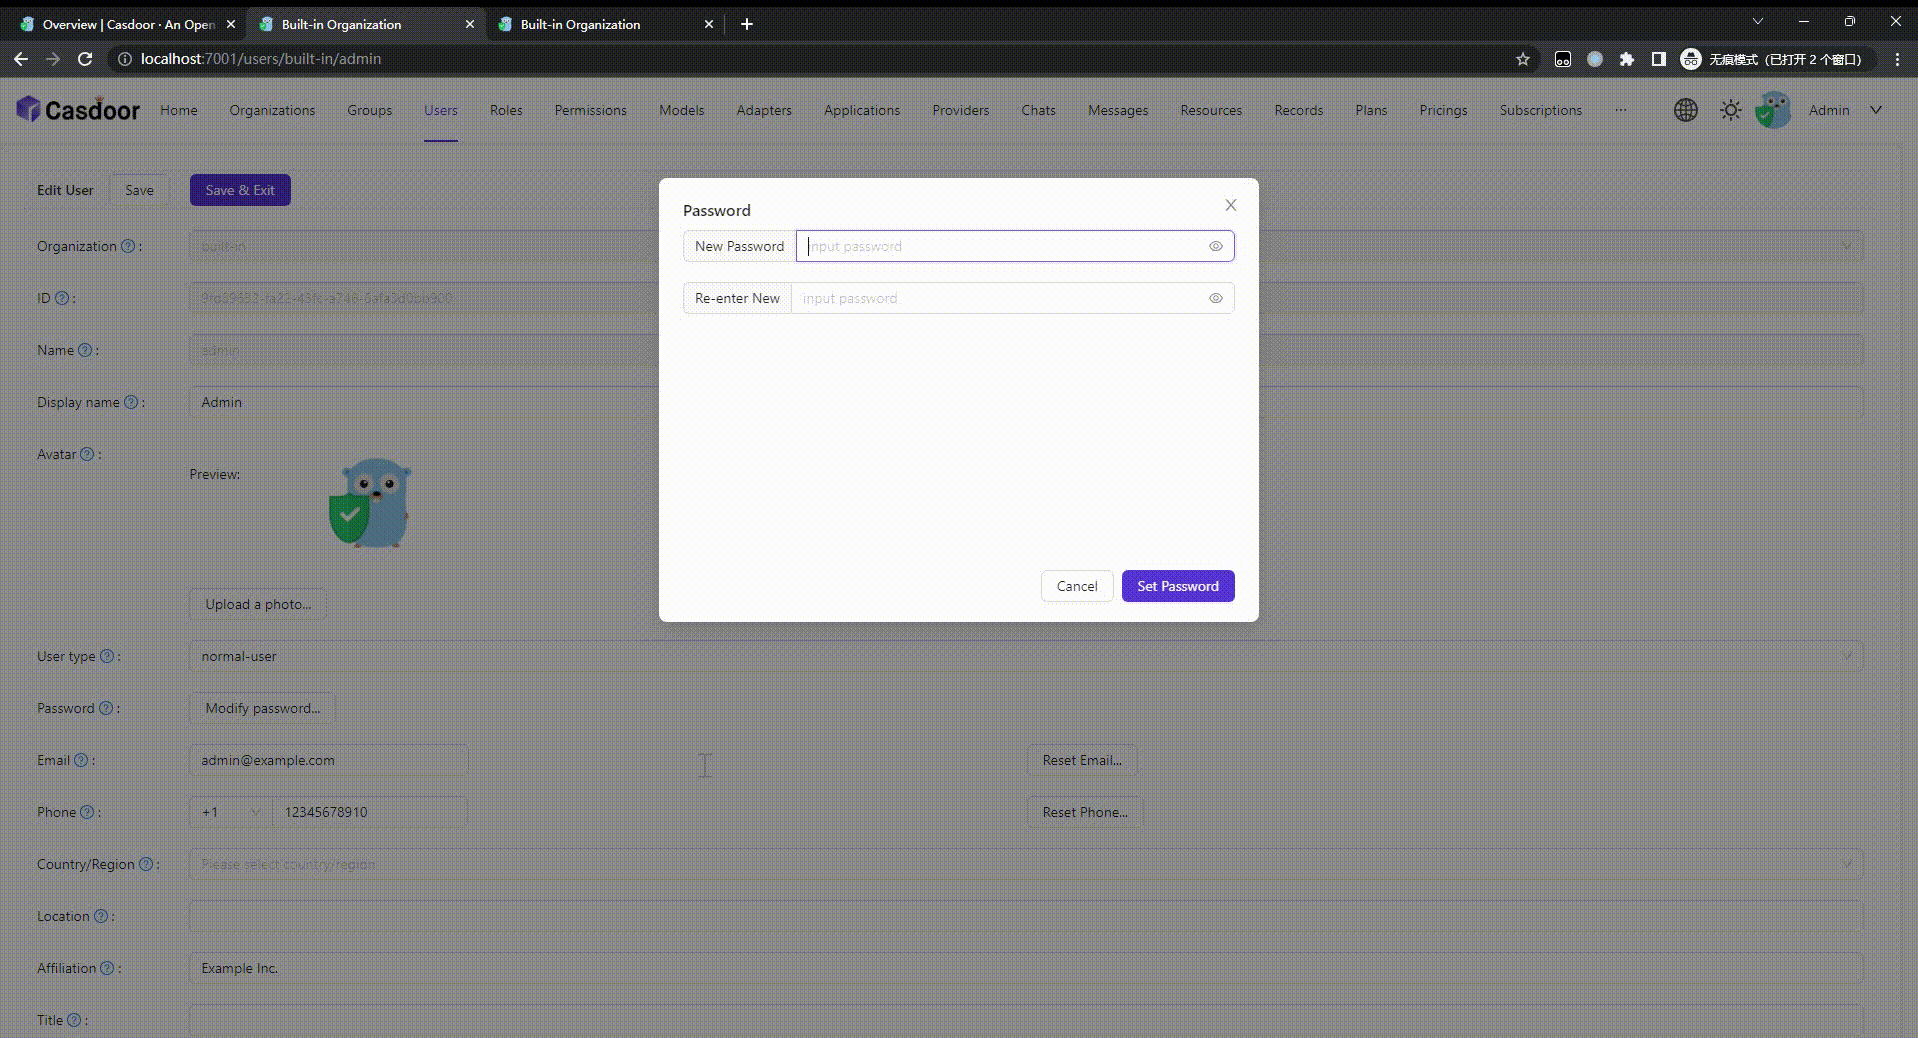 Overview | Casdoor · An Open
Built-in Organization
Built-in Organization
localhost:7001/users/built-in/admin
无痕模式（已打开 2 个窗口）
Casdoor
Home
Organizations
Groups
Users
Roles
Permissions
Models
Adapters
Applications
Providers
Chats
Messages
Resources
Records
Plans
Pricings
Subscriptions
...
Admin
Edit User
Save
Save & Exit
Organization ? :
built-in
ID ? :
Name ? :
admin
Display name ? :
Admin
Avatar ? :
Preview:
Upload a photo...
User type ? :
normal-user
Password ? :
Modify password...
Email ? :
admin@example.com
Reset Email...
Phone ? :
+1
12345678910
Reset Phone...
Country/Region ? :
Please select country/region
Location ? :
Affiliation ? :
Example Inc.
Title ? :
Password
New Password
input password
Re-enter New
input password
Cancel
Set Password